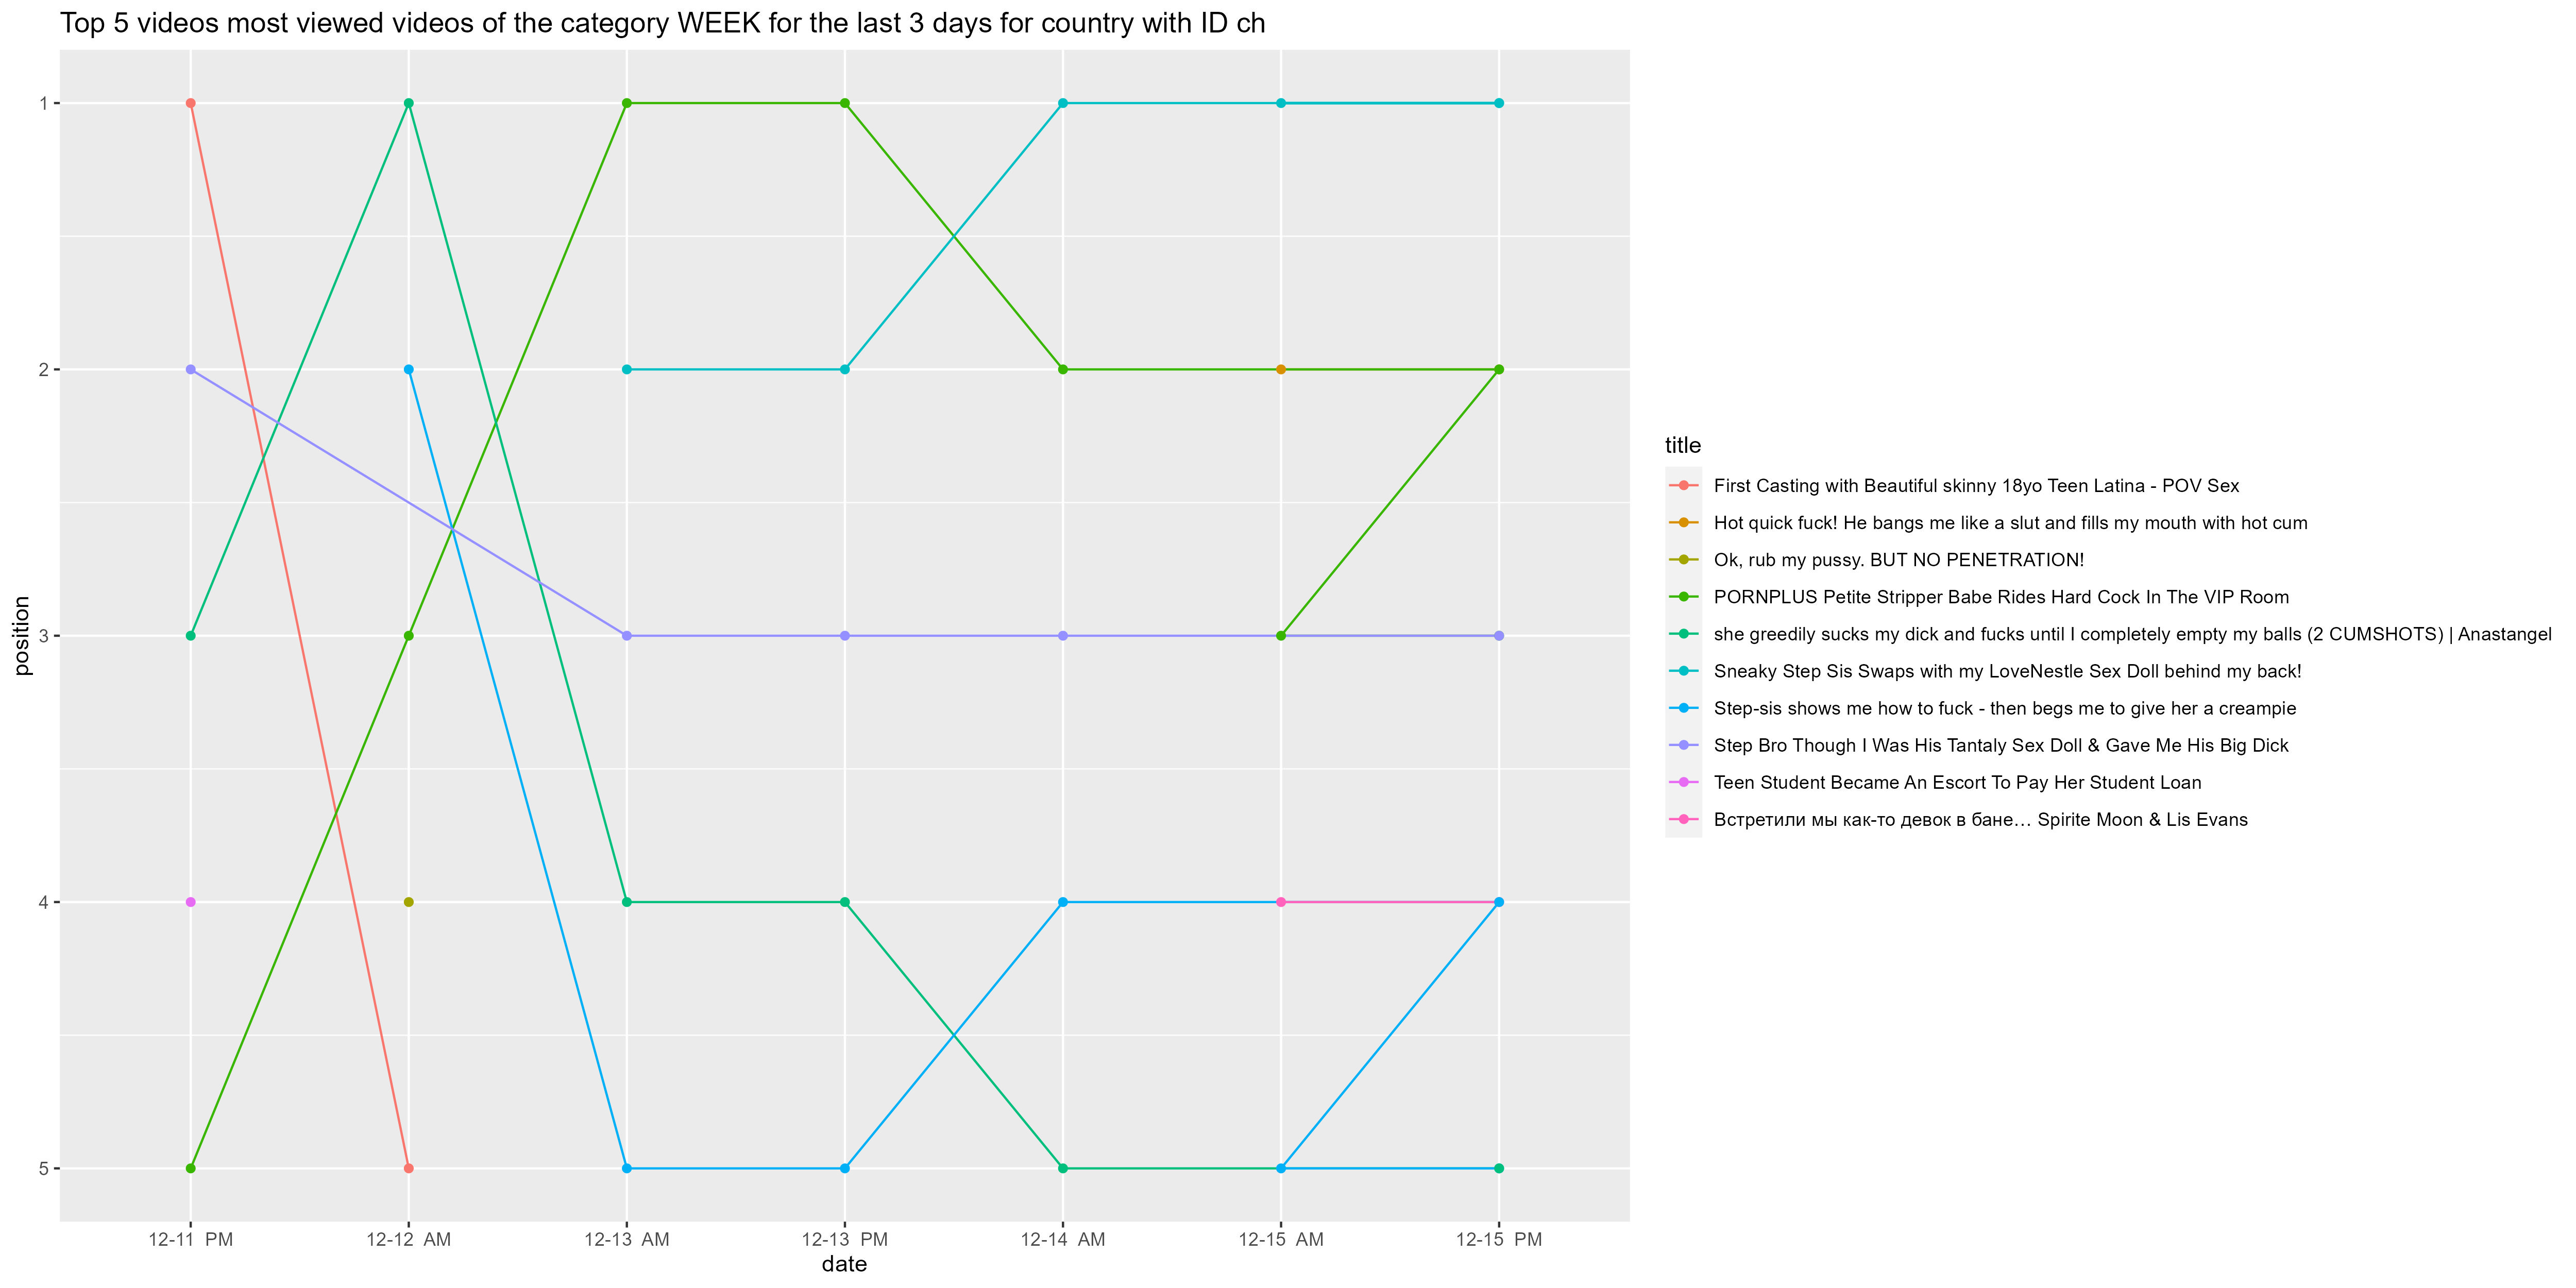 Top 5 videos most viewed videos of the category WEEK for the last 3 days for country with ID ch
position
1
2
3
4
5
12-11 PM
12-12 AM
12-13 AM
12-13 PM
12-14 AM
12-15 AM
12-15 PM
date
title
First Casting with Beautiful skinny 18yo Teen Latina - POV Sex
Hot quick fuck! He bangs me like a slut and fills my mouth with hot cum
Ok, rub my pussy. BUT NO PENETRATION!
PORNPLUS Petite Stripper Babe Rides Hard Cock In The VIP Room
she greedily sucks my dick and fucks until I completely empty my balls (2 CUMSHOTS) | Anastangel
Sneaky Step Sis Swaps with my LoveNestle Sex Doll behind my back!
Step-sis shows me how to fuck - then begs me to give her a creampie
Step Bro Though I Was His Tantaly Sex Doll & Gave Me His Big Dick
Teen Student Became An Escort To Pay Her Student Loan
Встретили мы как-то девок в бане… Spirite Moon & Lis Evans